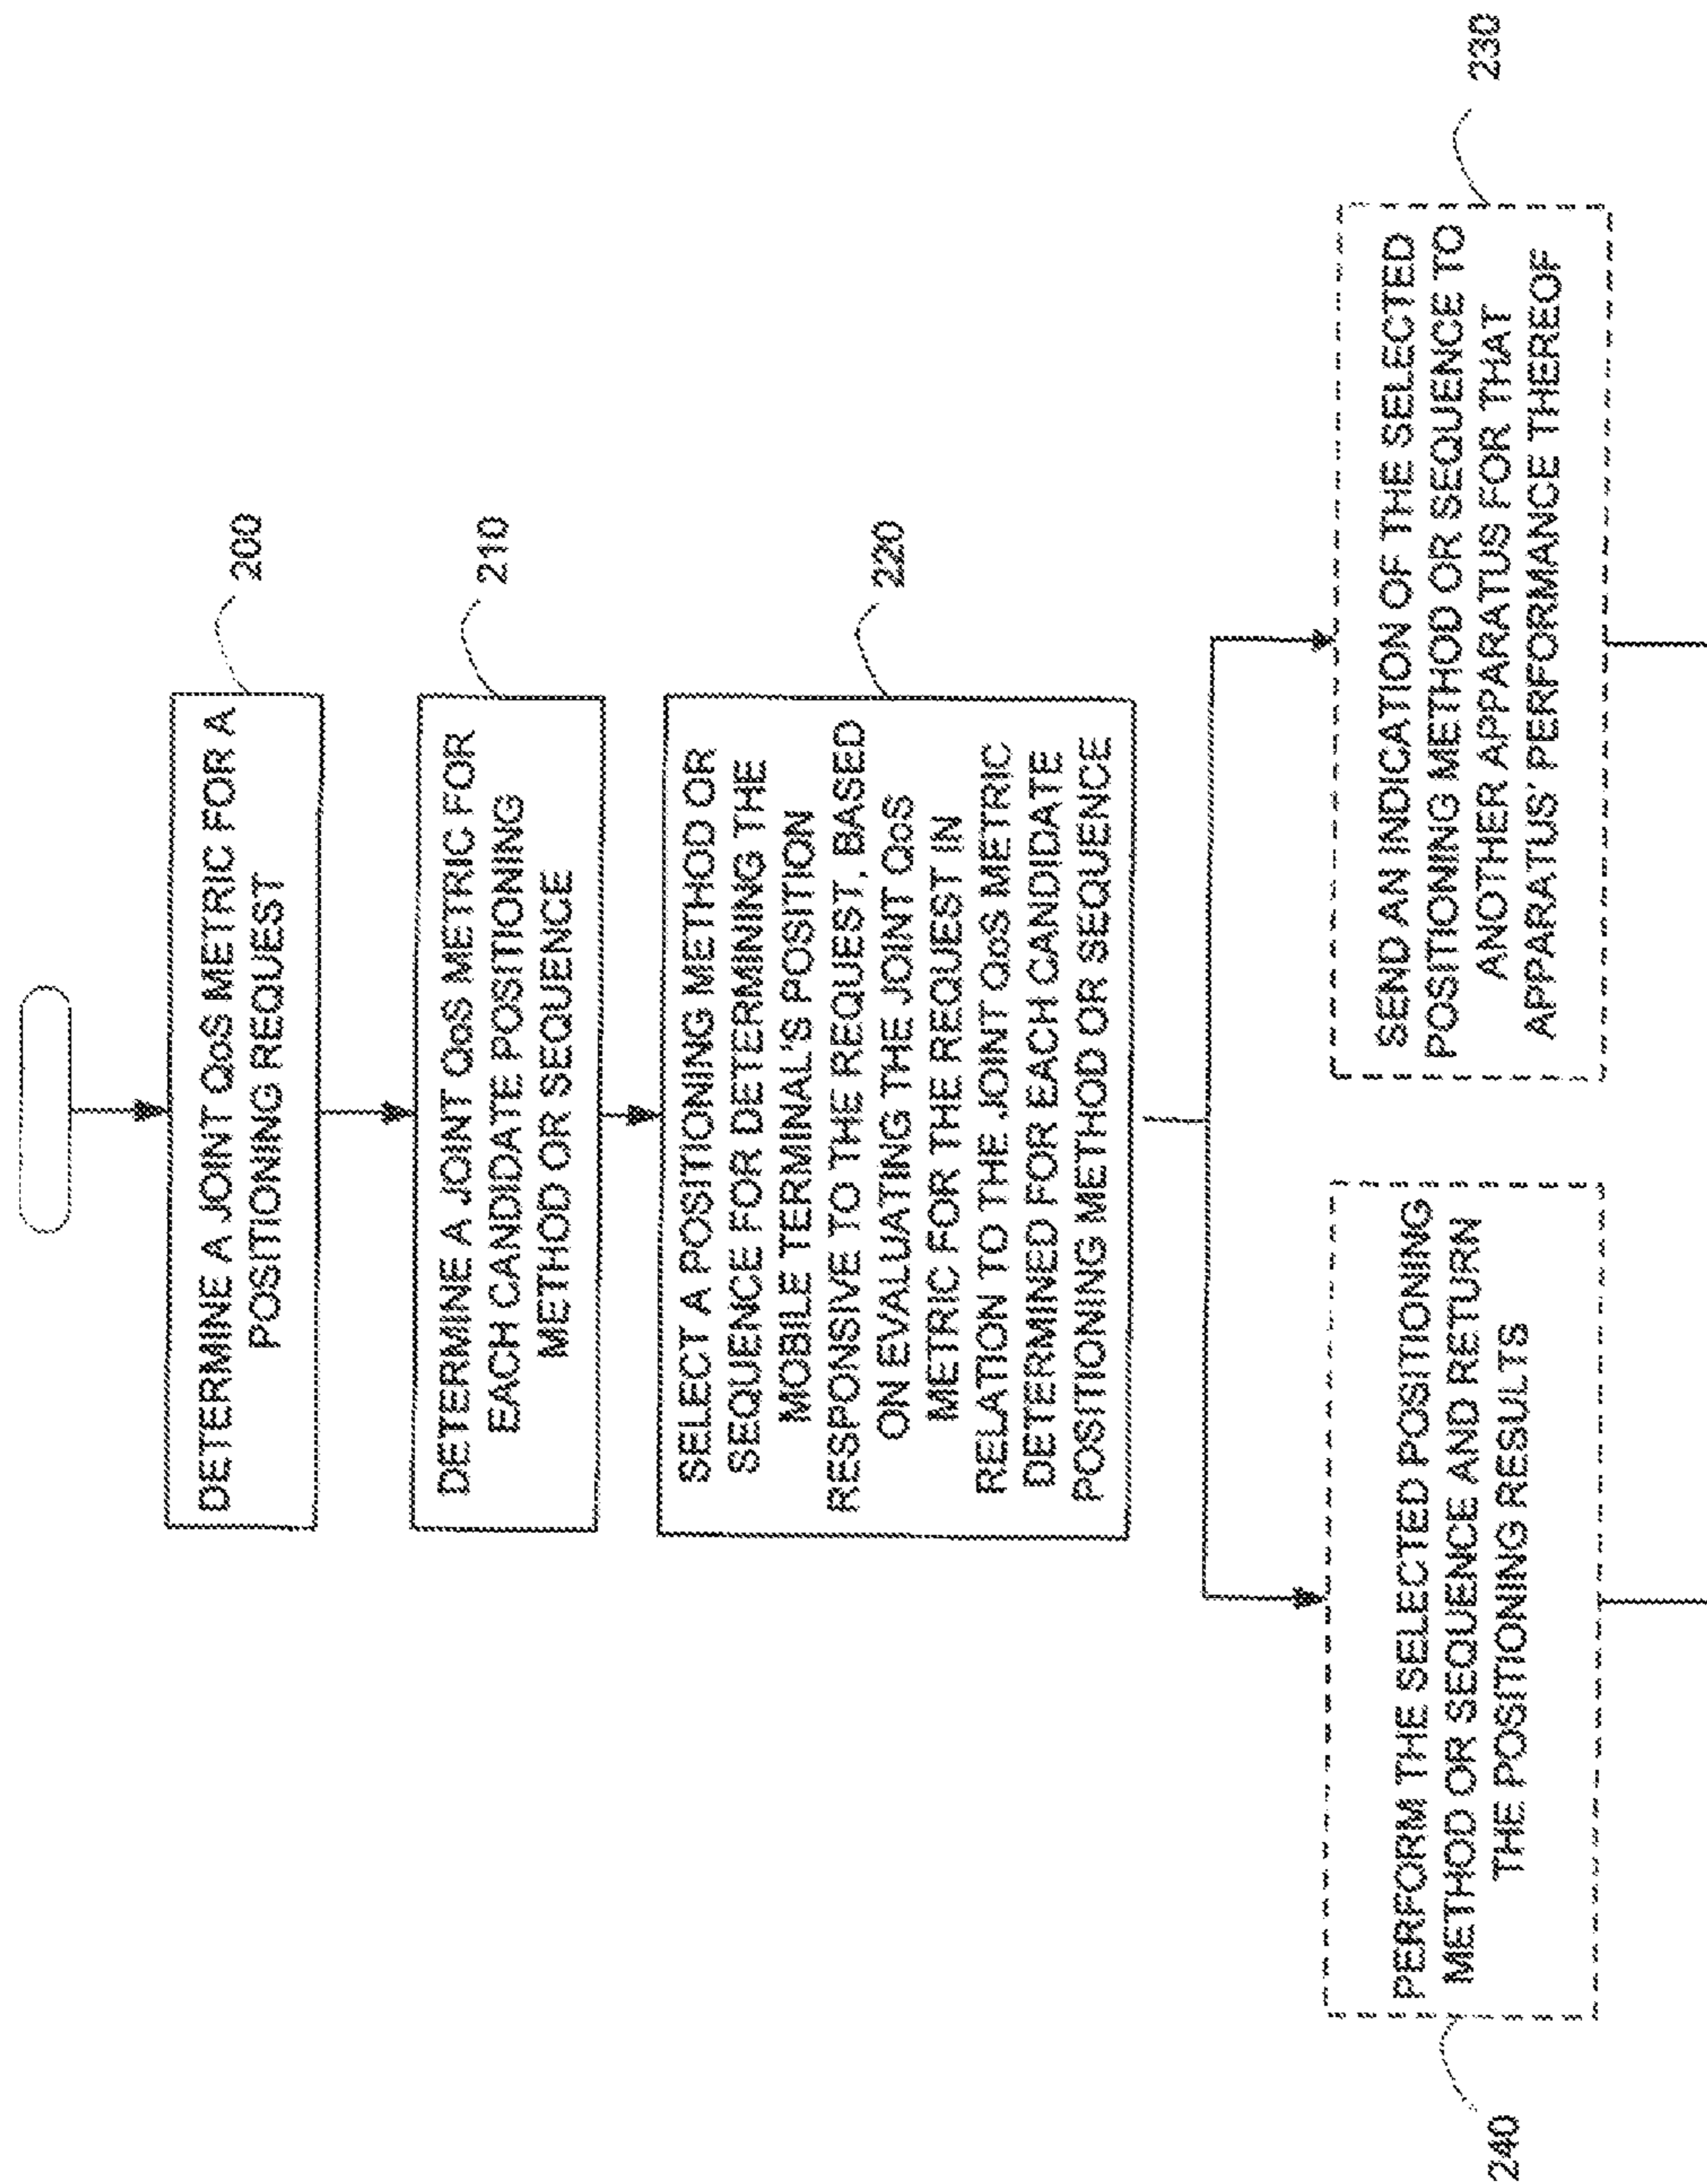 200
DETERMINE A JOINT QoS METRIC FOR A
POSITIONING REQUEST
210
DETERMINE A JOINT QoS METRIC FOR
EACH CANDIDATE POSITIONING
METHOD OR SEQUENCE
220
SELECT A POSITIONING METHOD OR
SEQUENCE FOR DETERMINING THE
MOBILE TERMINAL'S POSITION
RESPONSIVE TO THE REQUEST, BASED
ON EVALUATING THE JOINT QoS
METRIC FOR THE REQUEST IN
RELATION TO THE JOINT QoS METRIC
DETERMINED FOR EACH CANDIDATE
POSITIONING METHOD OR SEQUENCE
240
PERFORM THE SELECTED POSITIONING
METHOD OR SEQUENCE AND RETURN
THE POSITIONING RESULTS
230
SEND AN INDICATION OF THE SELECTED
POSITIONING METHOD OR SEQUENCE TO
ANOTHER APPARATUS FOR THAT
APPARATUS' PERFORMANCE THEREOF